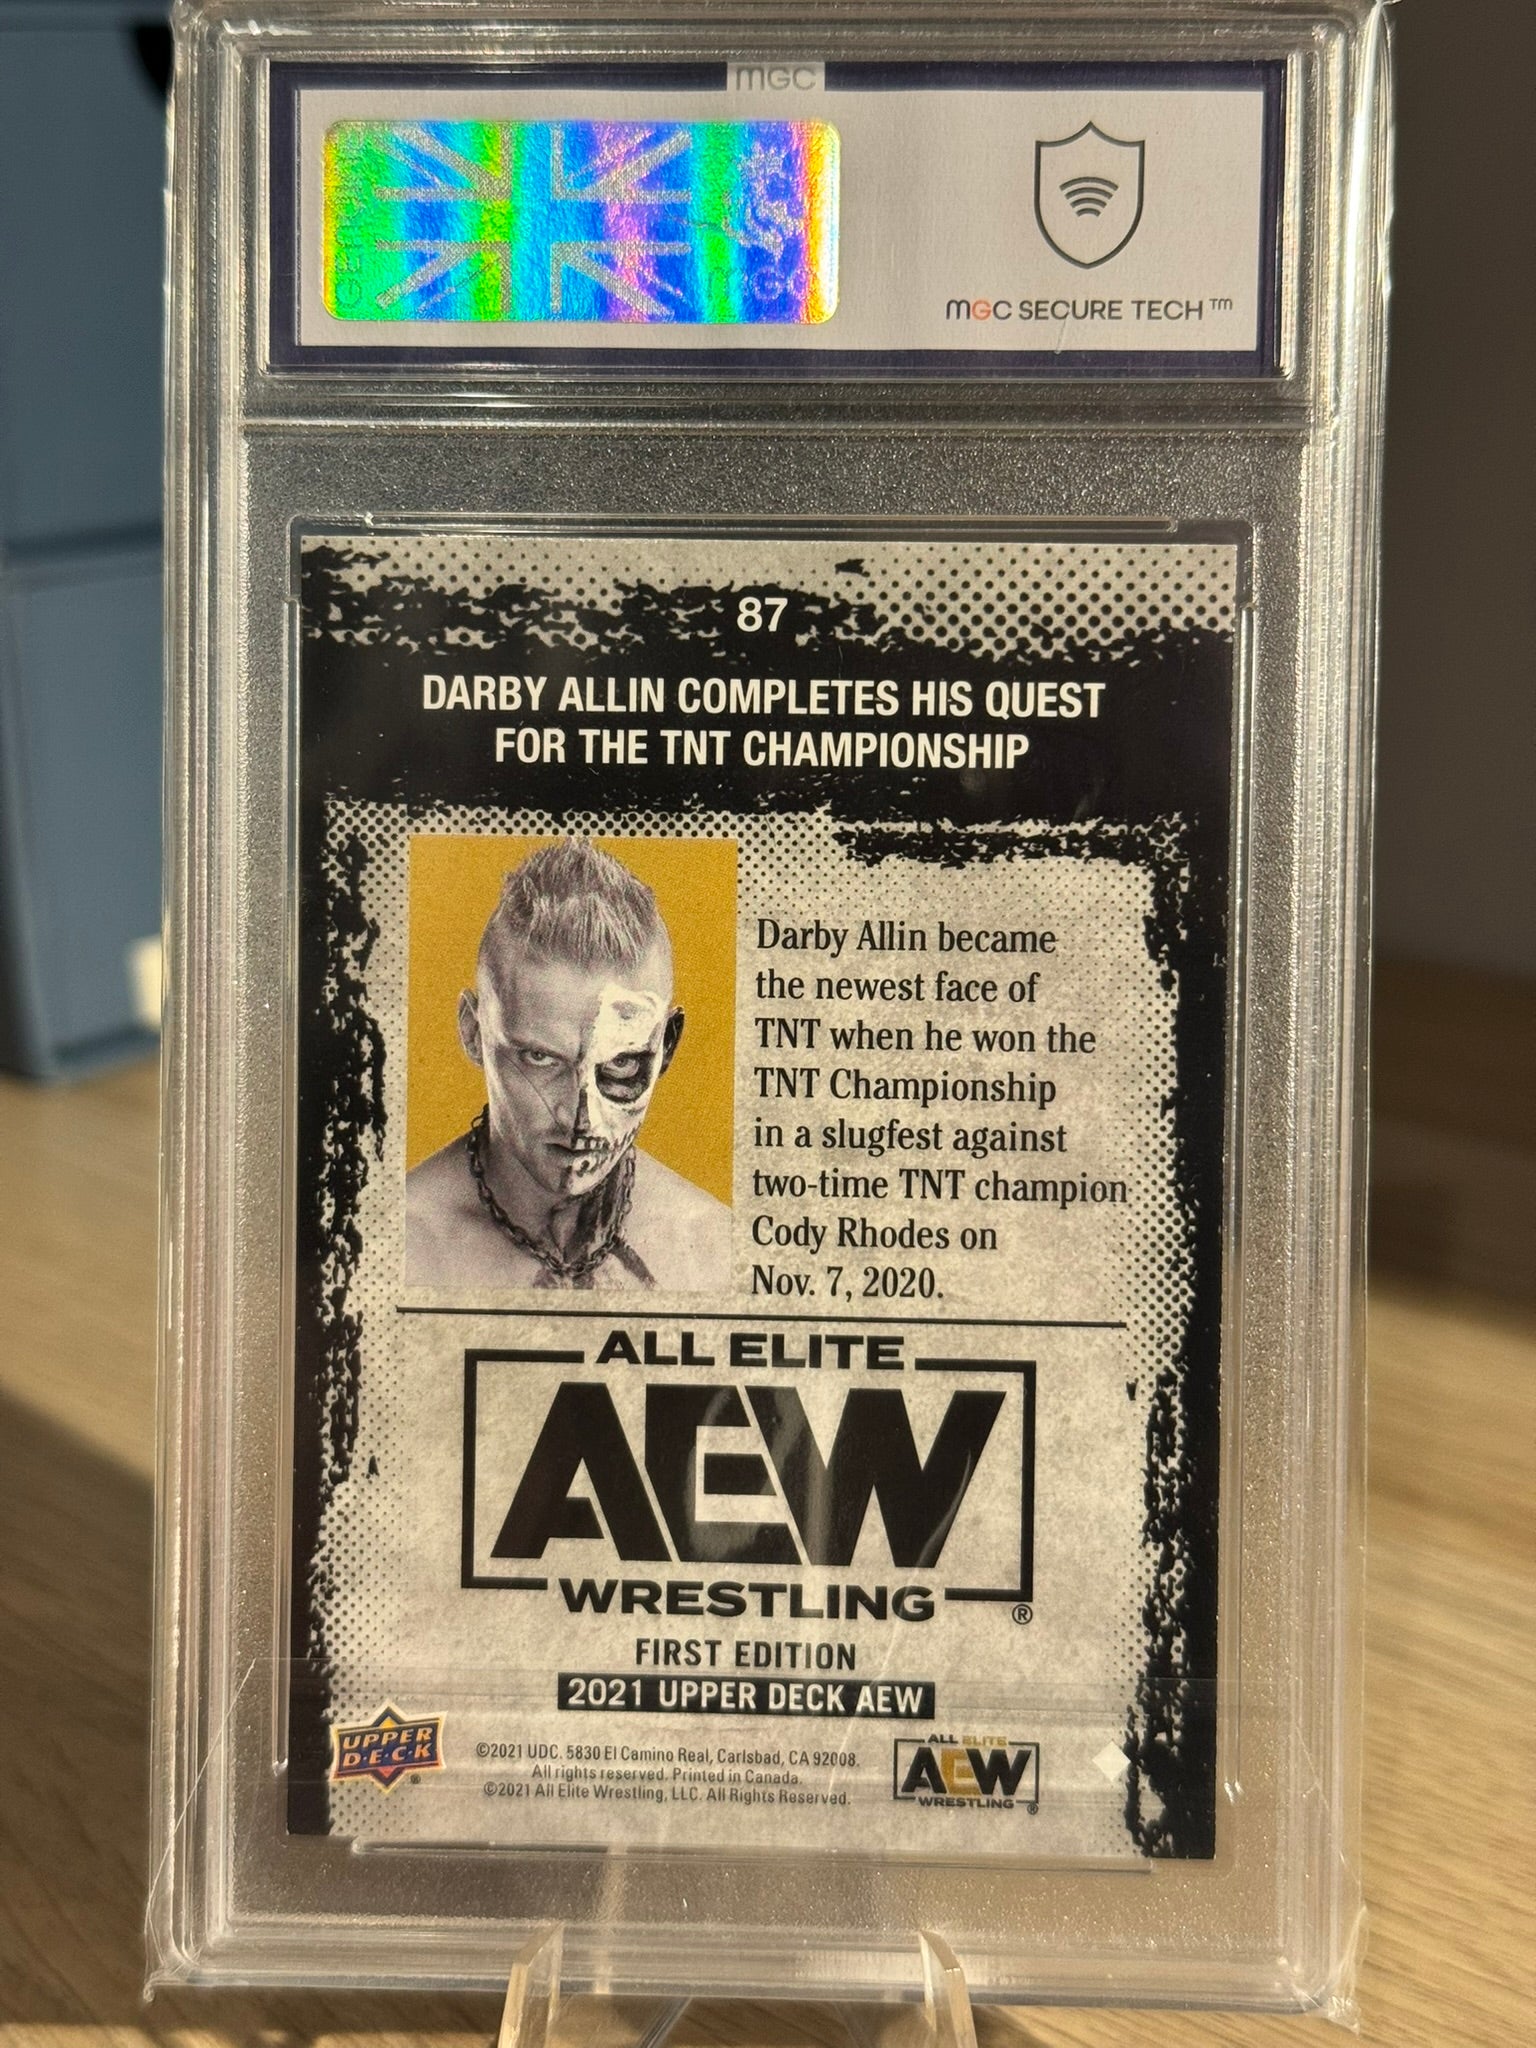 mGC
GENUINE
mGC
mGC SECURE TECH™
87
DARBY ALLIN COMPLETES HIS QUEST
FOR THE TNT CHAMPIONSHIP
Darby Allin became
the newest face of
TNT when he won the
TNT Championship
in a slugfest against
two-time TNT champion
Cody Rhodes on
Nov. 7, 2020.
ALL ELITE
AEW
WRESTLING
®
FIRST EDITION
2021 UPPER DECK AEW
UPPER
D·E·C·K
®
©2021 UDC. 5830 El Camino Real, Carlsbad, CA 92008.
All rights reserved. Printed in Canada.
©2021 All Elite Wrestling, LLC. All Rights Reserved.
ALL ELITE
AEW
WRESTLING
®